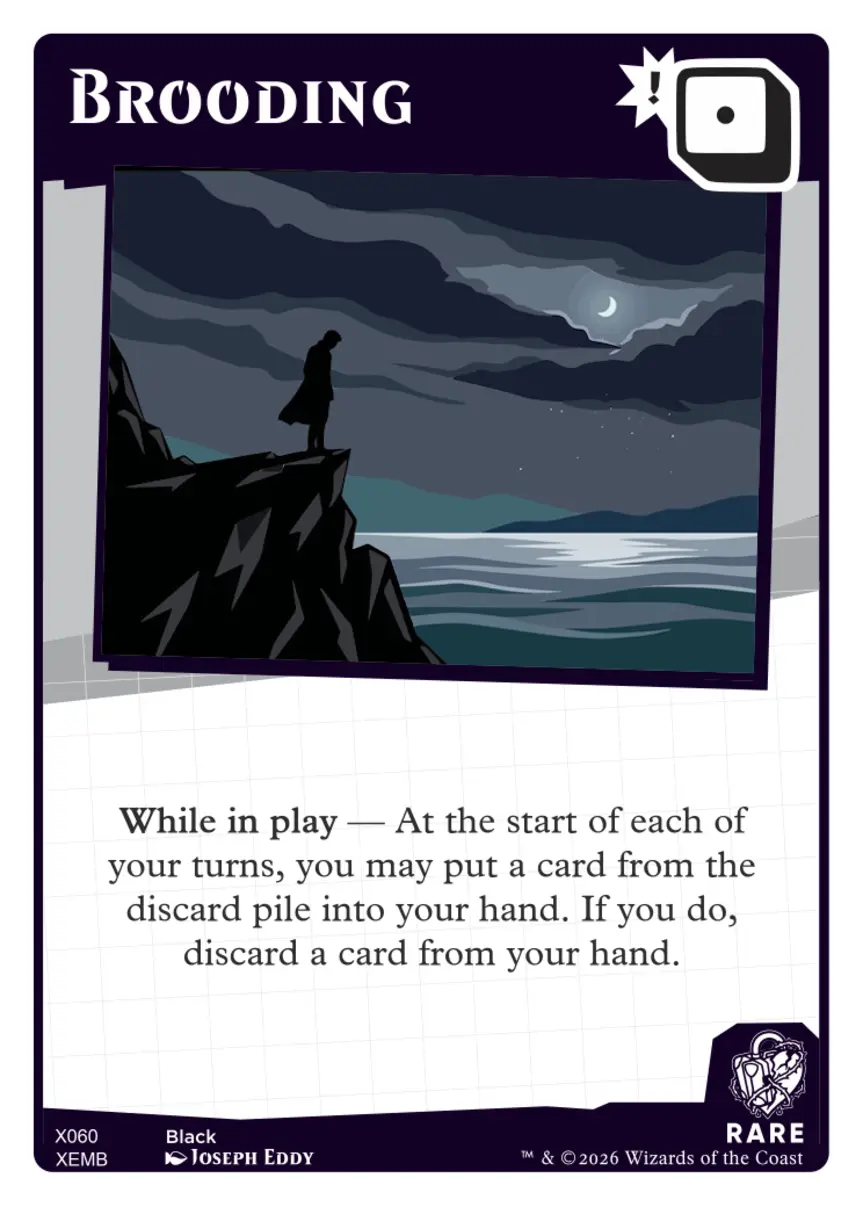 BROODING
!
While in play — At the start of each of
your turns, you may put a card from the
discard pile into your hand. If you do,
discard a card from your hand.
RARE
X060 Black
XEMB JOSEPH EDDY ™ & ©2026 Wizards of the Coast